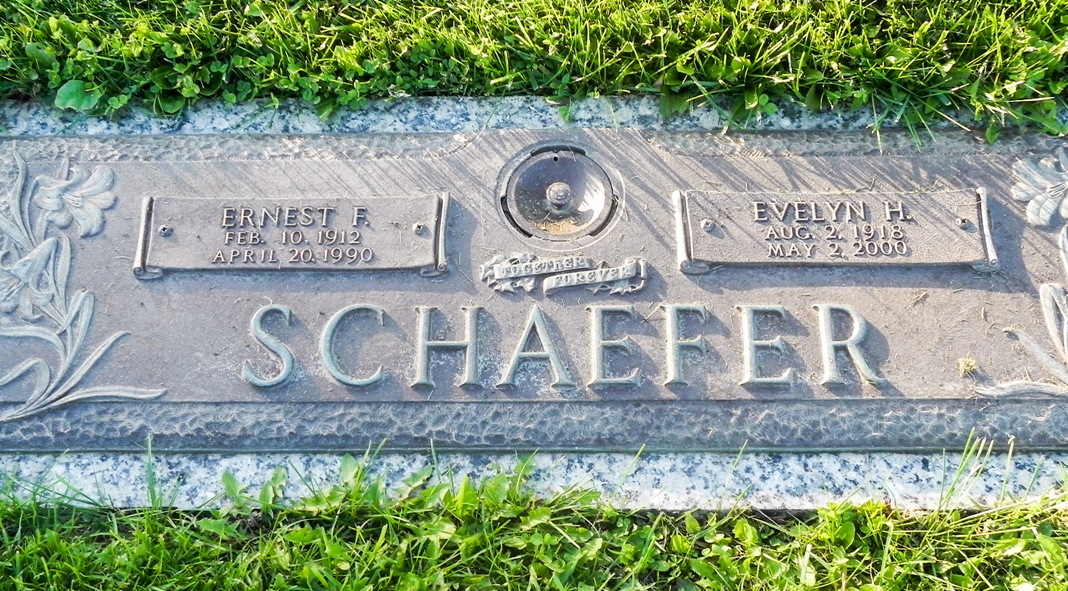 ERNEST F.
FEB. 10. 1912
APRIL 20. 1990
EVELYN H.
AUG. 2, 1918
MAY 2, 2000
TOGETHER
FOREVER
SCHAEFER